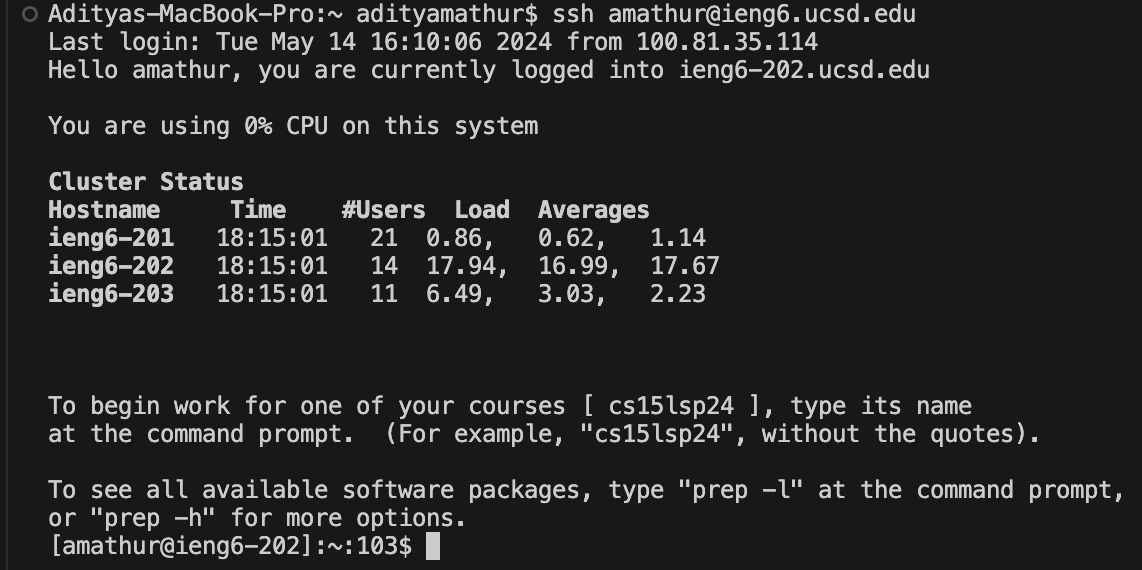 Adityas-MacBook-Pro:~ adityamathur$ ssh amathur@ieng6.ucsd.edu
Last login: Tue May 14 16:10:06 2024 from 100.81.35.114
Hello amathur, you are currently logged into ieng6-202.ucsd.edu
You are using 0% CPU on this system
Cluster Status
Hostname     Time    #Users  Load  Averages
ieng6-201   18:15:01   21  0.86,   0.62,   1.14
ieng6-202   18:15:01   14  17.94,  16.99,  17.67
ieng6-203   18:15:01   11  6.49,   3.03,   2.23
To begin work for one of your courses [ cs15lsp24 ], type its name
at the command prompt.  (For example, "cs15lsp24", without the quotes).
To see all available software packages, type "prep -l" at the command prompt,
or "prep -h" for more options.
[amathur@ieng6-202]:~:103$